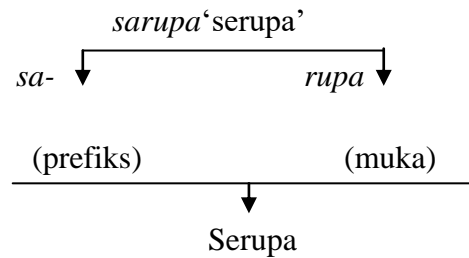 sarupa‘serupa’
sa- rupa
(prefiks) (muka)
Serupa